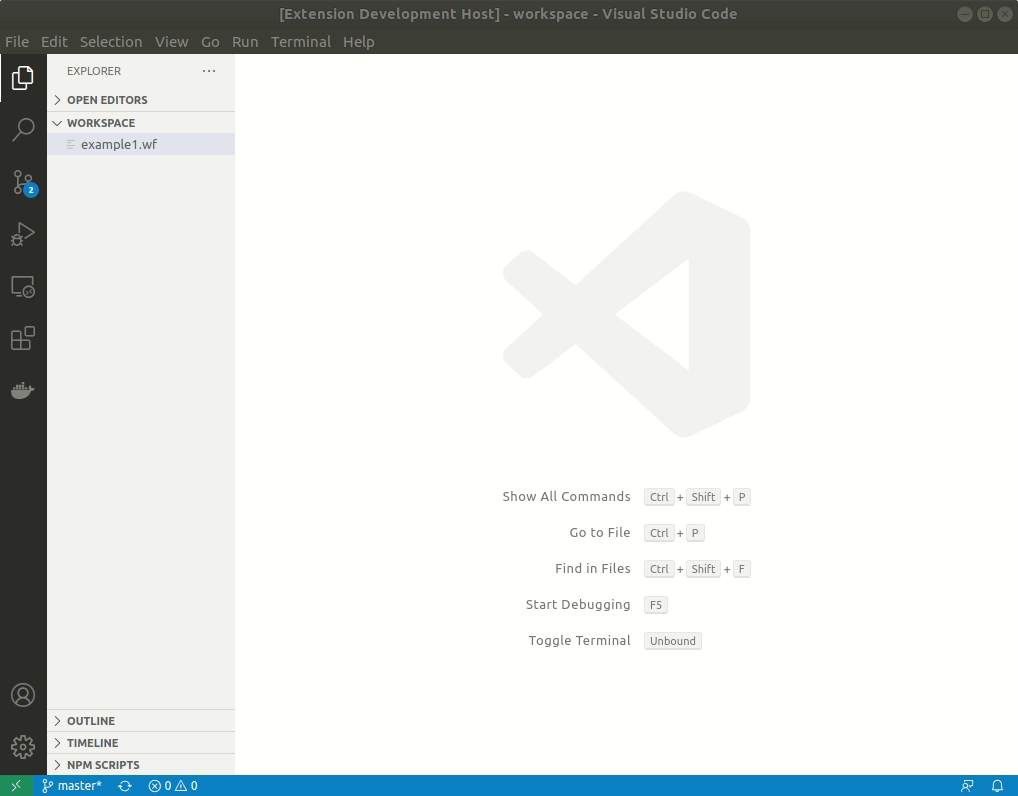 [Extension Development Host] - workspace - Visual Studio Code
File Edit Selection View Go Run Terminal Help
EXPLORER ...
OPEN EDITORS
WORKSPACE
example1.wf
2
Show All Commands Ctrl + Shift + P
Go to File Ctrl + P
Find in Files Ctrl + Shift + F
Start Debugging F5
Toggle Terminal Unbound
OUTLINE
TIMELINE
NPM SCRIPTS
master* 0 0